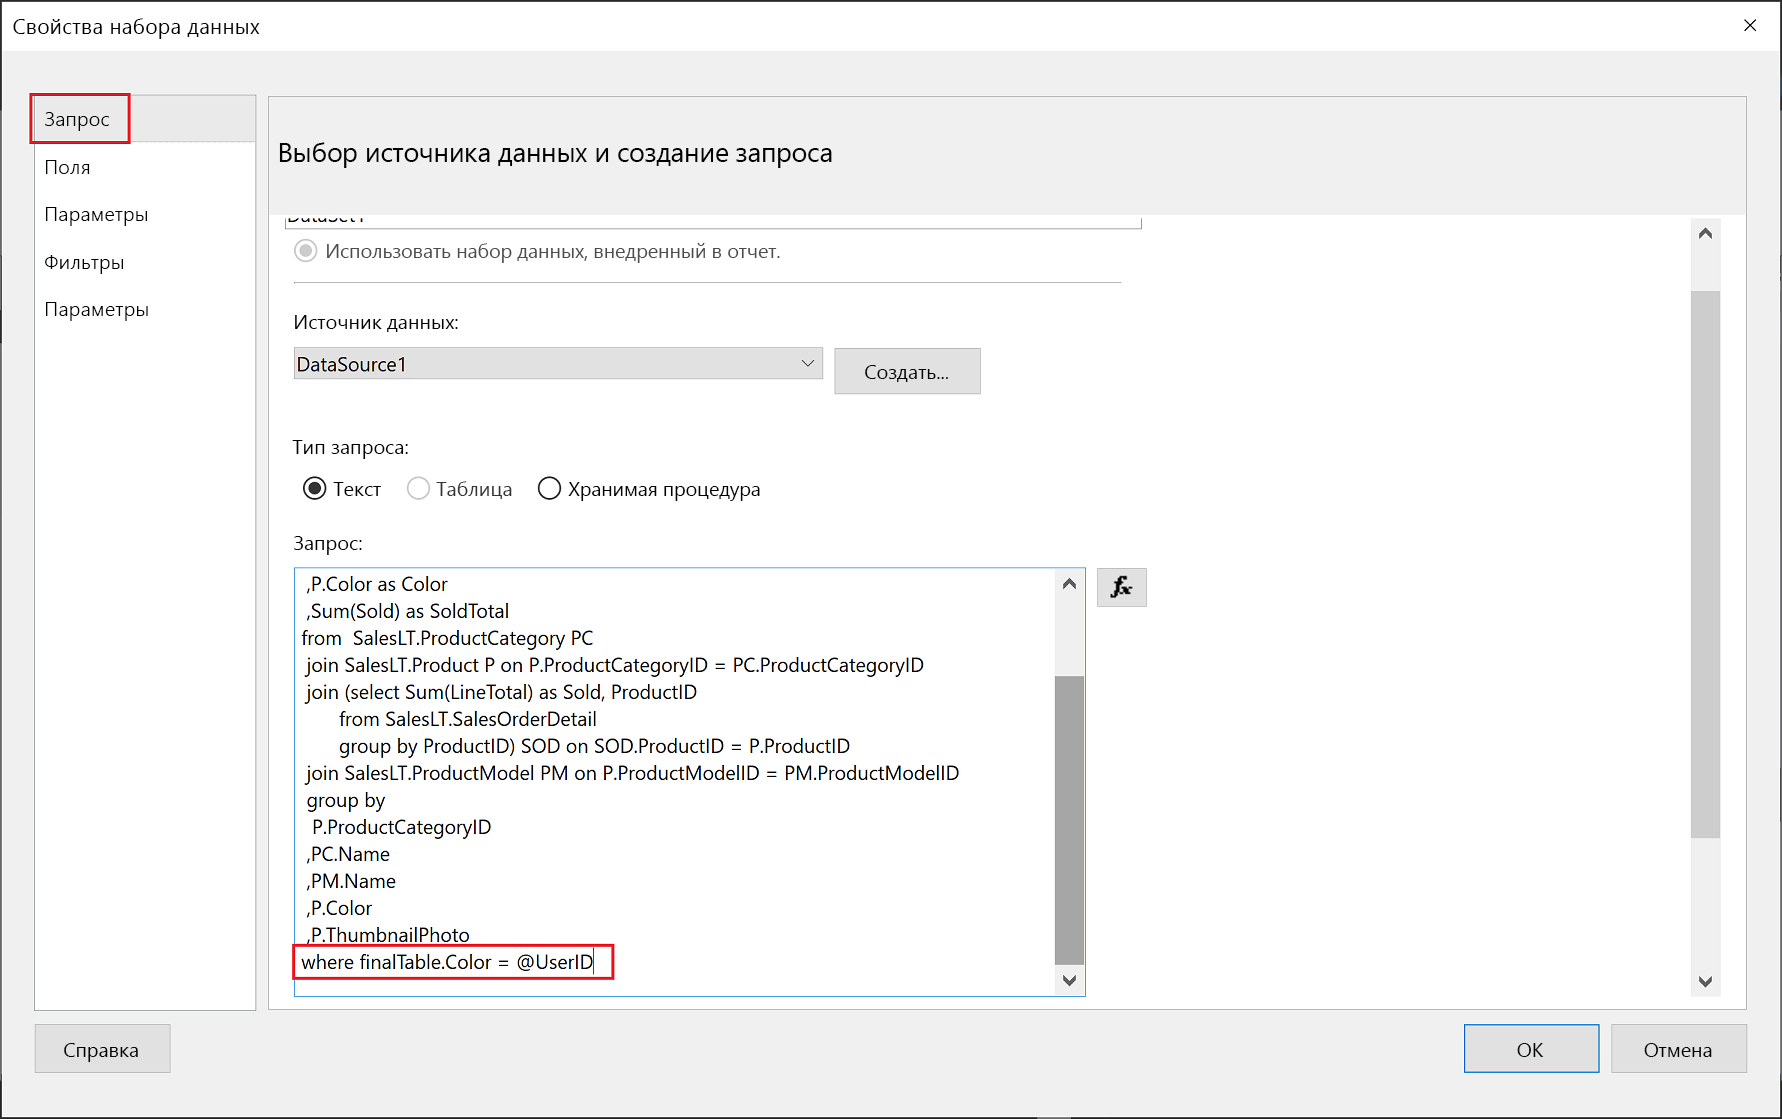 Свойства набора данных
Запрос
Поля
Параметры
Фильтры
Параметры
Выбор источника данных и создание запроса
DataSet1
Использовать набор данных, внедренный в отчет.
Источник данных:
DataSource1
Создать...
Тип запроса:
Текст Таблица Хранимая процедура
Запрос:
,P.Color as Color
,Sum(Sold) as SoldTotal
from  SalesLT.ProductCategory PC
join SalesLT.Product P on P.ProductCategoryID = PC.ProductCategoryID
join (select Sum(LineTotal) as Sold, ProductID
from SalesLT.SalesOrderDetail
group by ProductID) SOD on SOD.ProductID = P.ProductID
join SalesLT.ProductModel PM on P.ProductModelID = PM.ProductModelID
group by
P.ProductCategoryID
,PC.Name
,PM.Name
,P.Color
,P.ThumbnailPhoto
where finalTable.Color = @UserID
fx
Справка
ОК
Отмена